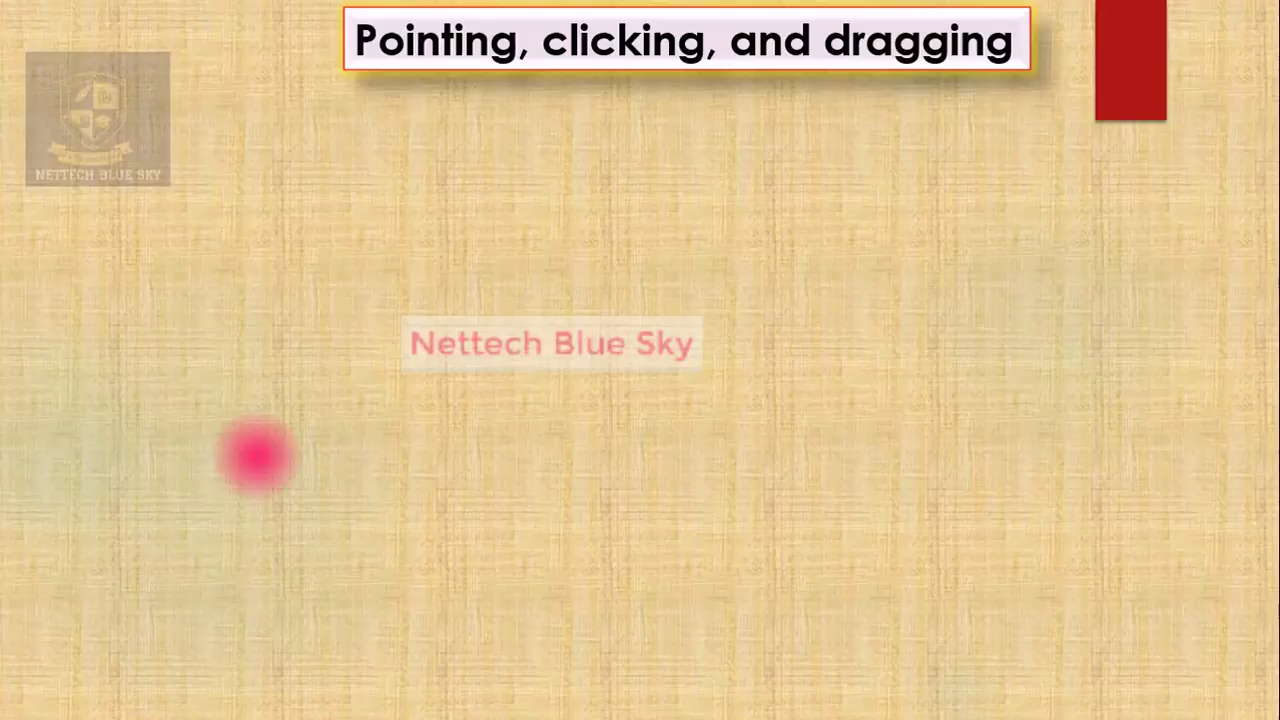 Pointing, clicking, and dragging
NETTECH BLUE SKY
Nettech Blue Sky